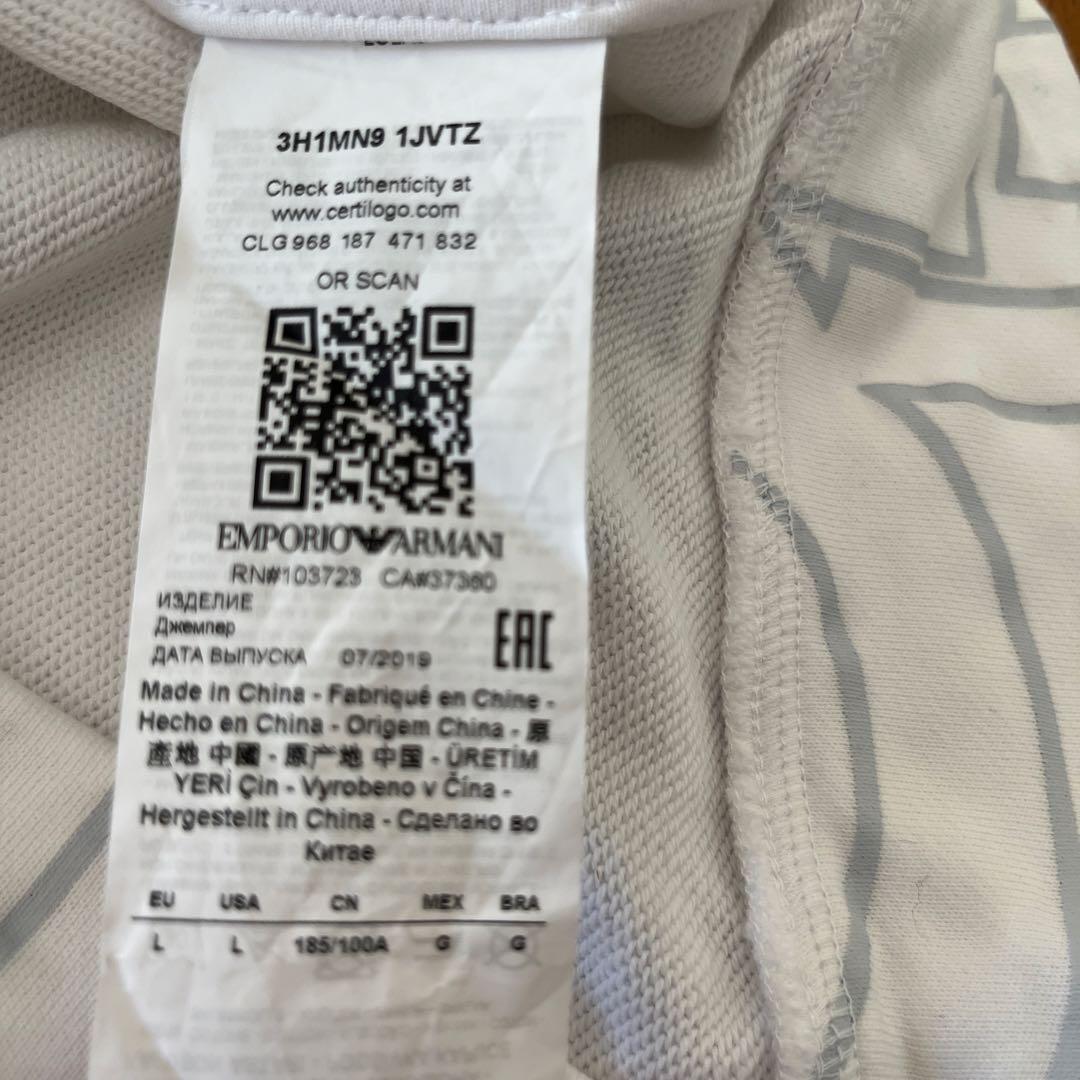 3H1MN9 1JVTZ
Check authenticity at
www.certilogo.com
CLG 968 187 471 832
OR SCAN
EMPORIO ARMANI
RN#103723 CA#37360
ИЗДЕЛИЕ
Джемпер
ДАТА ВЫПУСКА 07/2019
EAC
Made in China - Fabriqué en Chine -
Hecho en China - Origem China - 原
產地 中國 - 原产地 中国 - ÜRETİM
YERİ Çin - Vyrobeno v Čína -
Hergestellt in China - Сделано во
Китае
EU USA CN MEX BRA
L L 185/100A G G